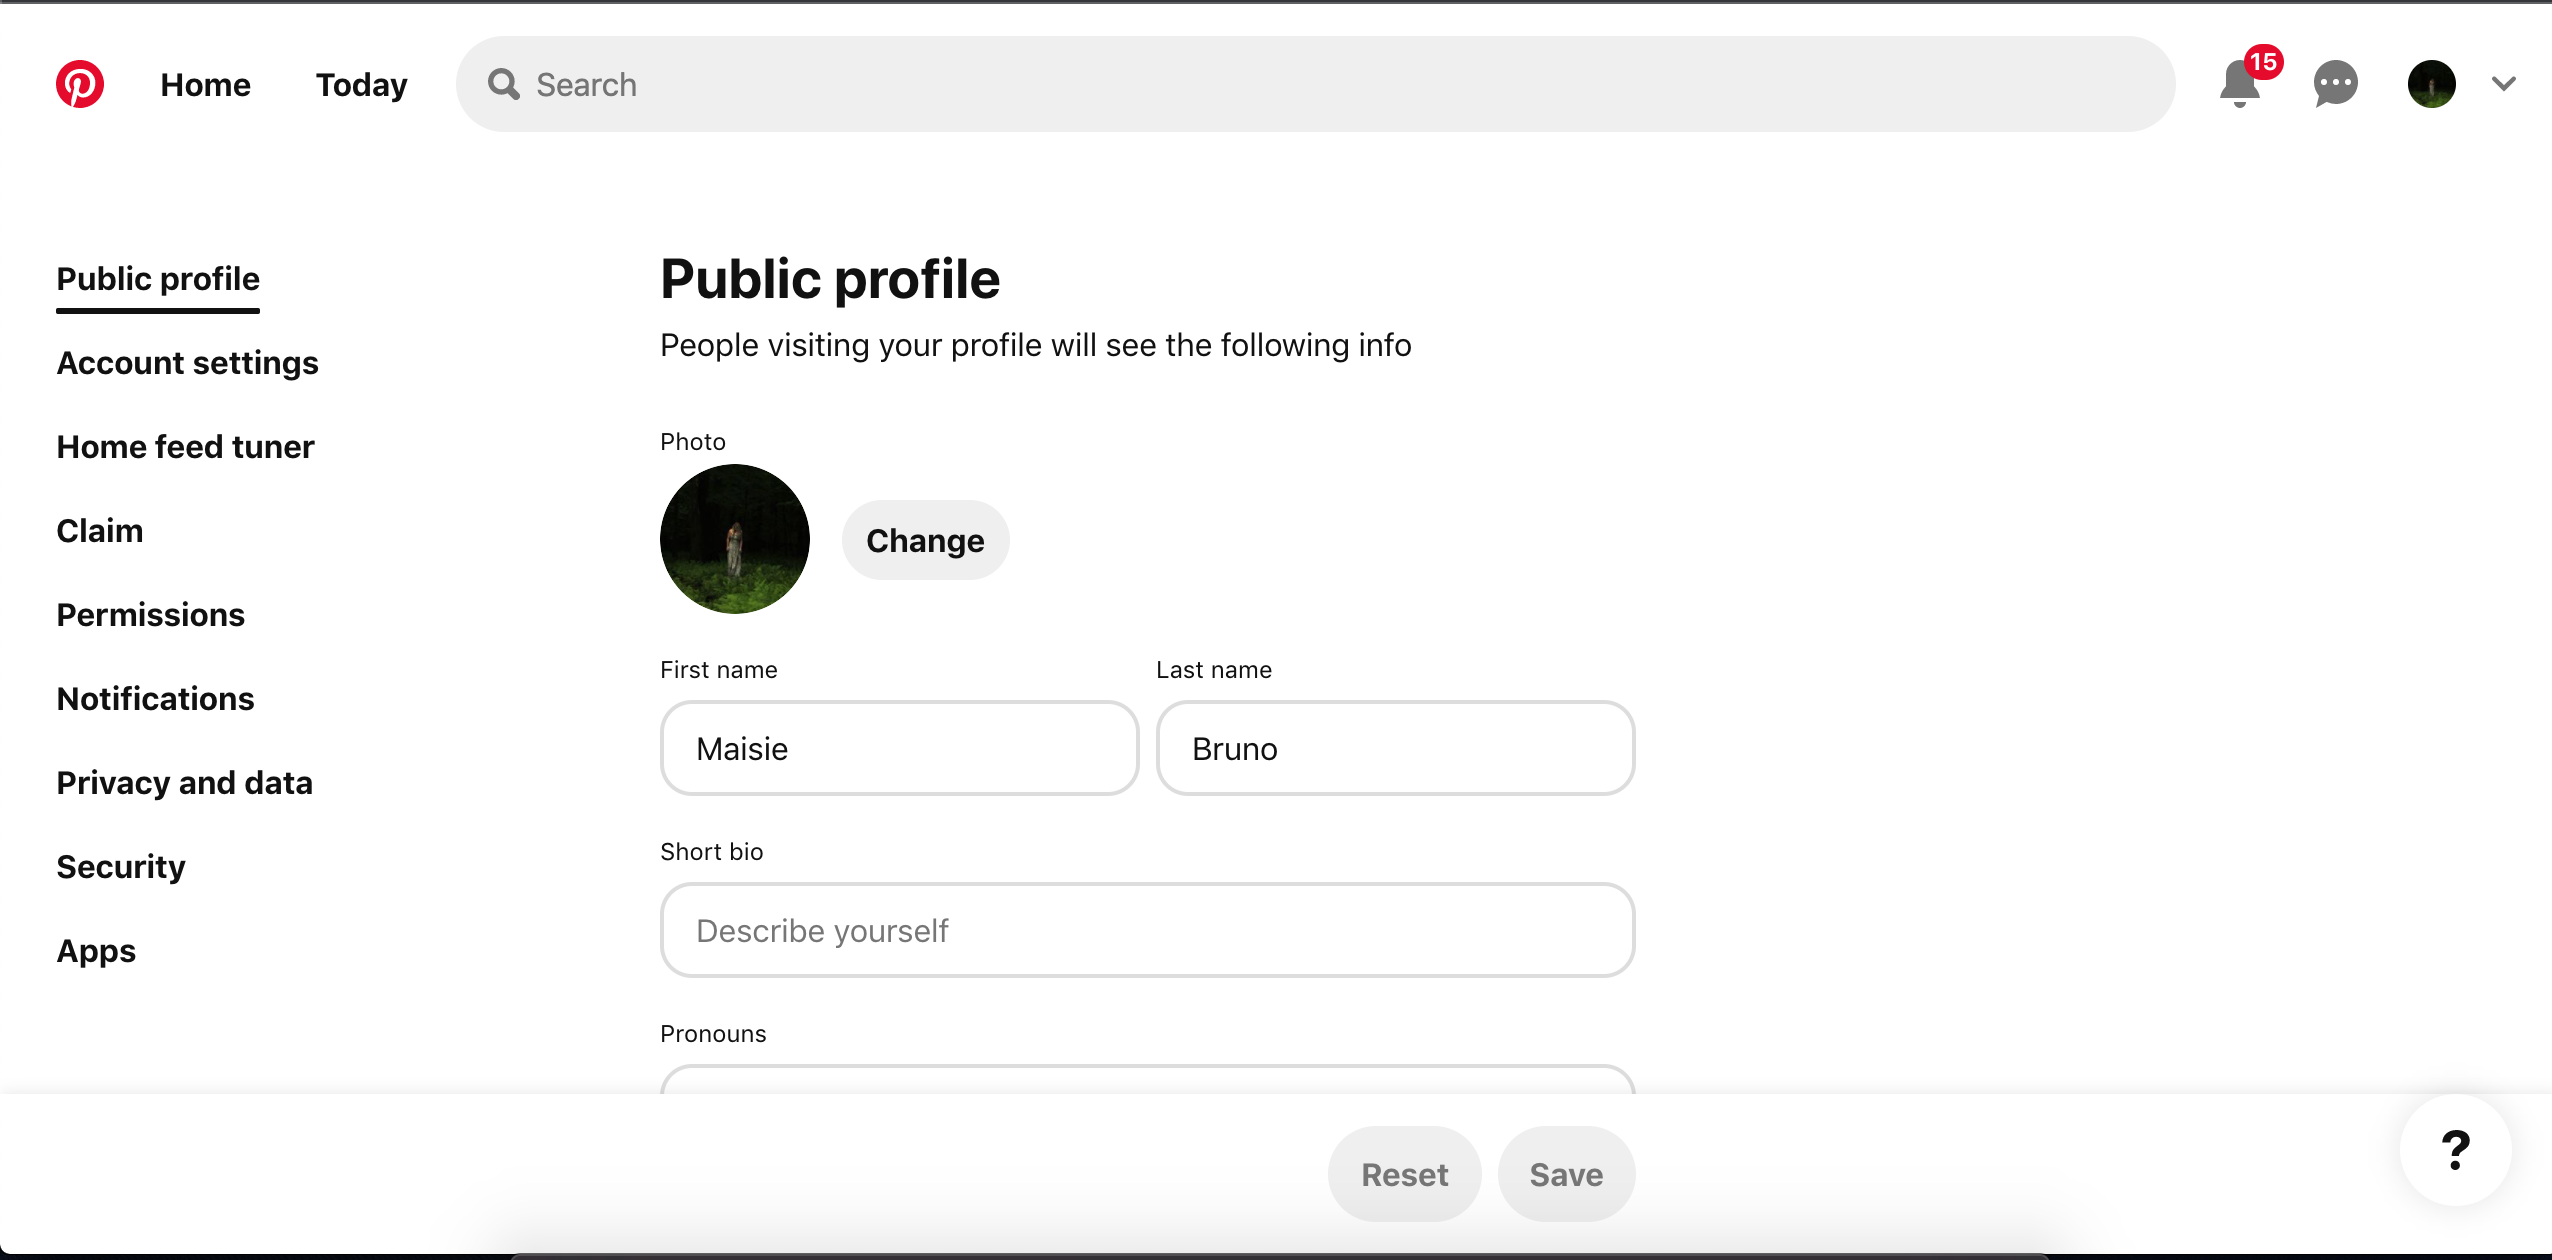 Home
Today
Search
15
Public profile
Account settings
Home feed tuner
Claim
Permissions
Notifications
Privacy and data
Security
Apps
Public profile
People visiting your profile will see the following info
Photo
Change
First name
Last name
Maisie
Bruno
Short bio
Describe yourself
Pronouns
Reset
Save
?